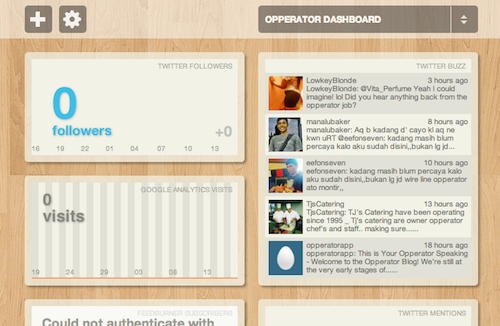 OPPERATOR DASHBOARD
TWITTER FOLLOWERS
0
followers
+0
16 19 22 01 04 07 10 13
GOOGLE ANALYTICS VISITS
0
visits
19 24 29 03 08 13
FEEDBURNER SUBSCRIBERS
Could not authenticate with
TWITTER BUZZ
LowkeyBlonde 3 hours ago
LowkeyBlonde: @Vita_Perfume Yeah I could
imagine! lol Did you hear anything back from the
opperator job?
manalubaker 8 hours ago
manalubaker: Aq b kadang d' cayo kl aq ne
kwn uRT @eefonseven: kadang masih blum
percaya kalo aku sudah disini,,bukan lg jd...
eefonseven 10 hours ago
eefonseven: kadang masih blum percaya kalo
aku sudah disini,,bukan lg jd wire line opperator
ato montir,,
TjsCatering 13 hours ago
TjsCatering: TJ's Catering have been operating
since 1995 _ Tj's catering are owner opperator
chef's and staff.. making sure......
opperatorapp 18 hours ago
opperatorapp: This is Your Opperator Speaking
- Welcome to the Opperator Blog! We're still at
the very early stages of......
TWITTER MENTIONS